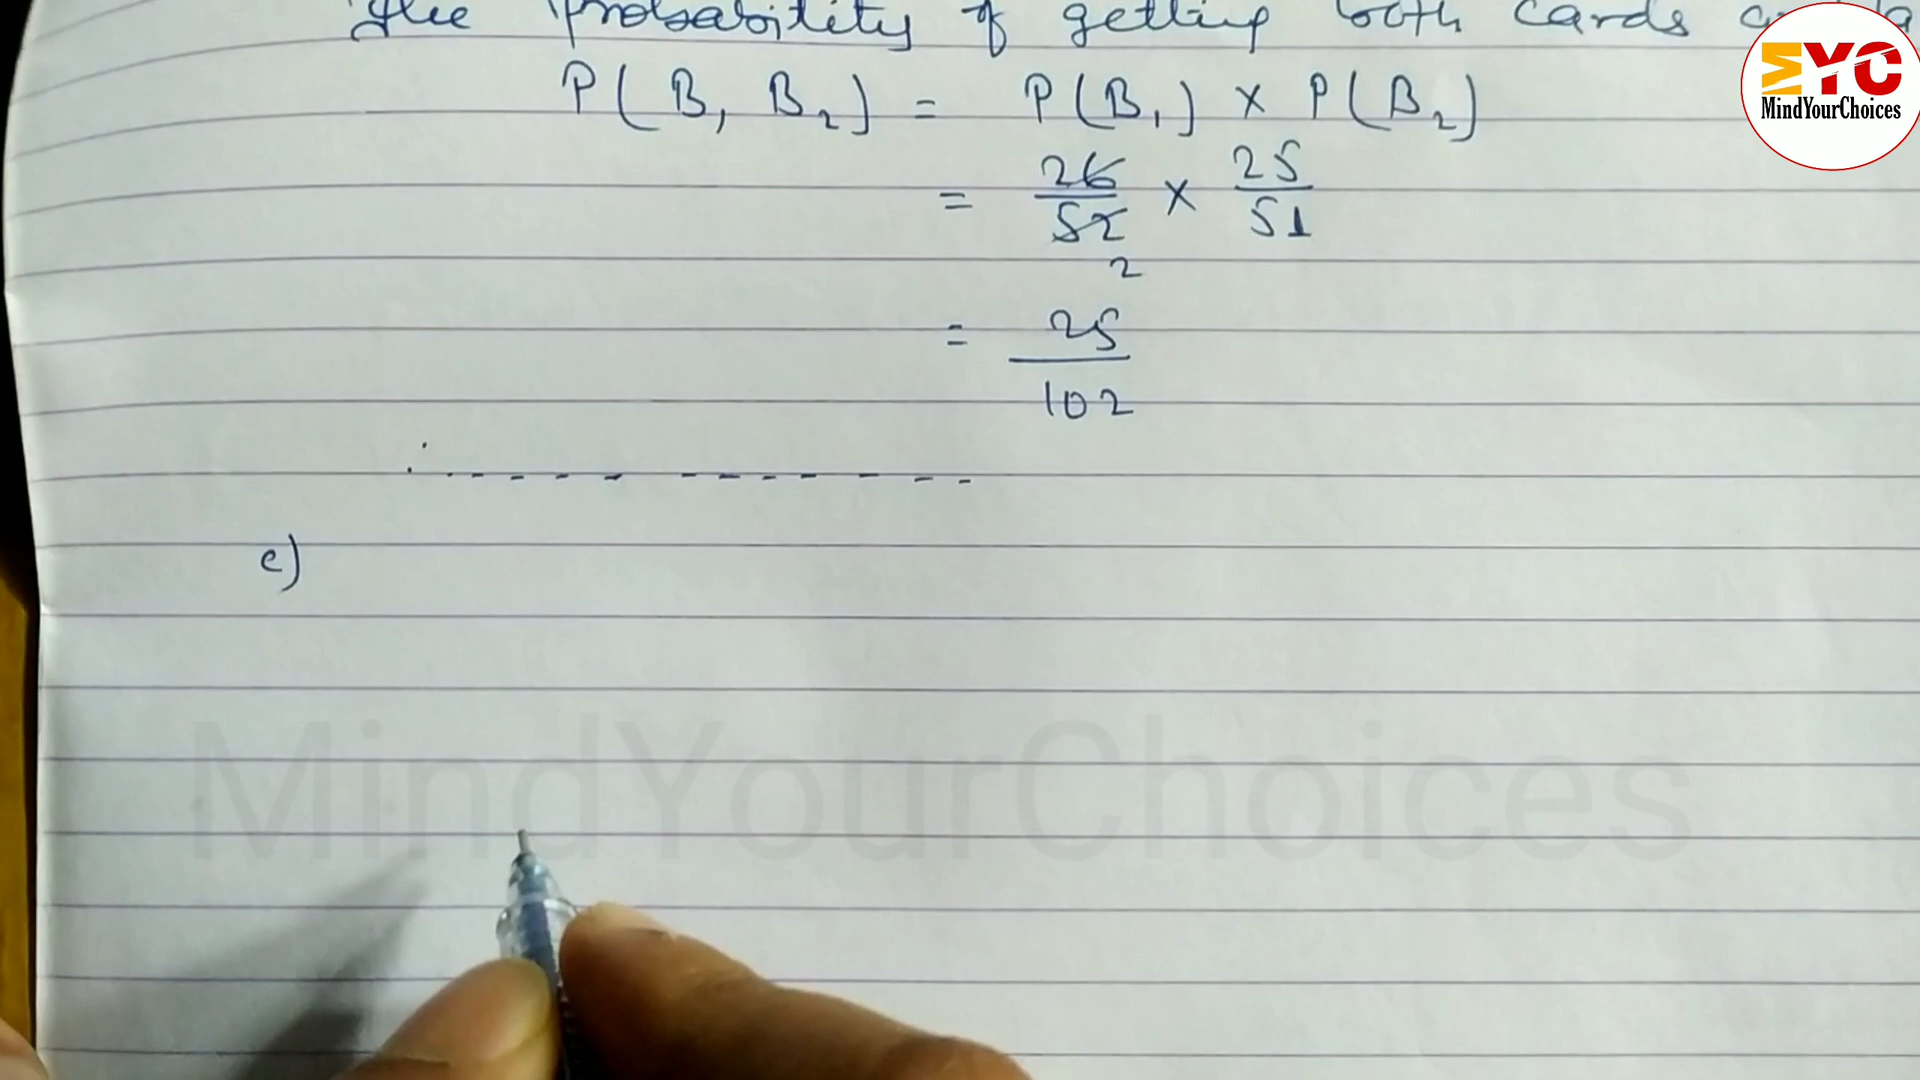 The Probability of getting both cards
P(B, B2) = P(B1) x P(B2)
= 26/52 x 25/51
2
= 25/102
e)
MYC
MindYourChoices
MindYourChoices